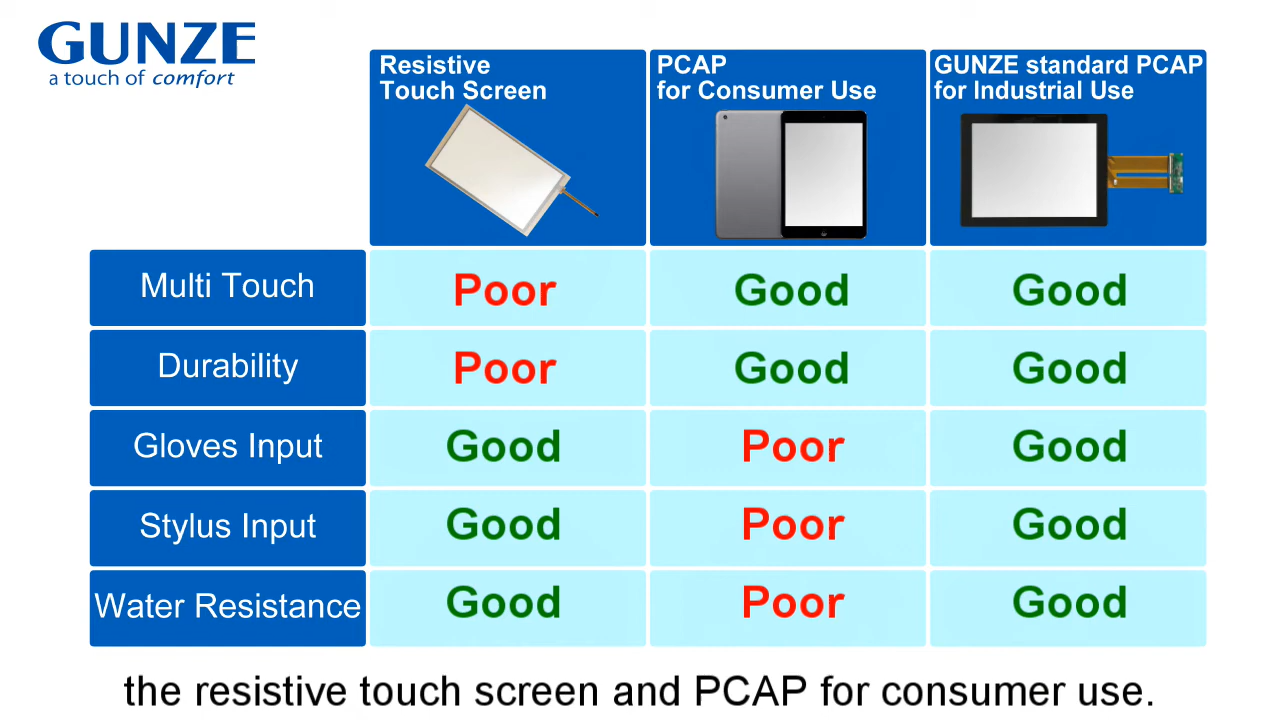 GUNZE
a touch of comfort
Resistive
Touch Screen
PCAP
for Consumer Use
GUNZE standard PCAP
for Industrial Use
Multi Touch
Poor
Good
Good
Durability
Poor
Good
Good
Gloves Input
Good
Poor
Good
Stylus Input
Good
Poor
Good
Water Resistance
Good
Poor
Good
the resistive touch screen and PCAP for consumer use.